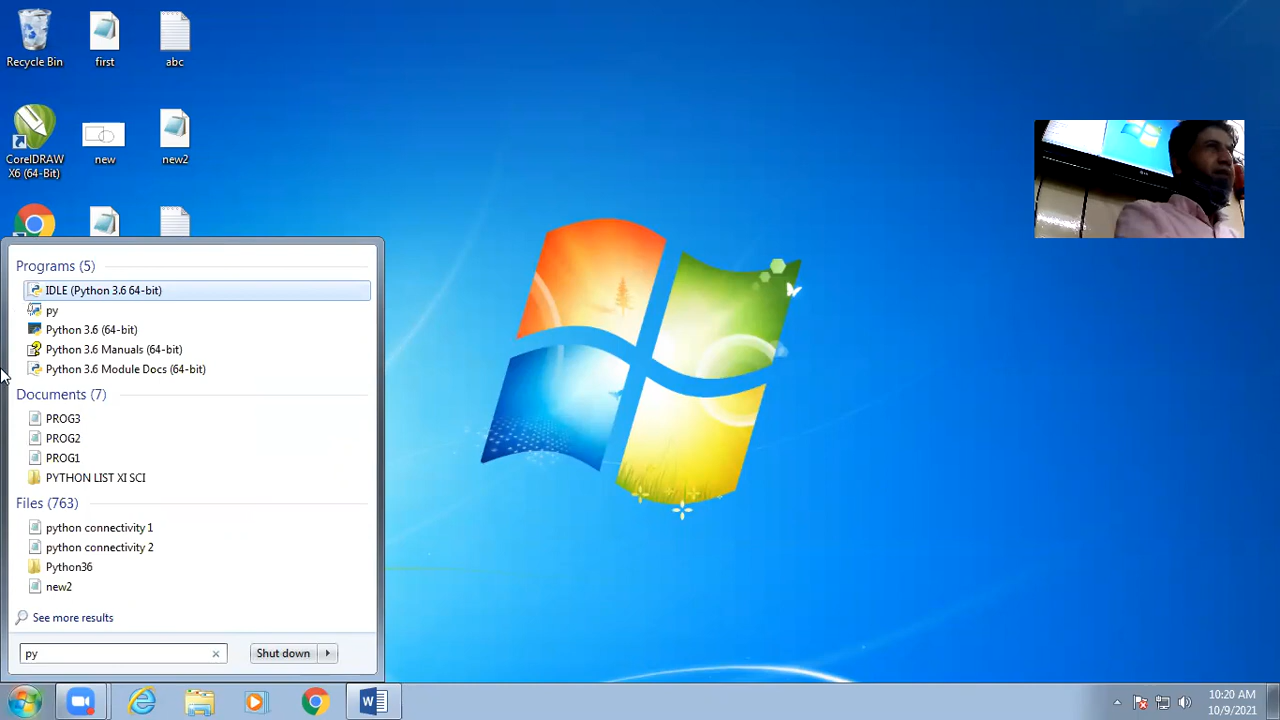 Recycle Bin
first
abc
CorelDRAW X6 (64-Bit)
new
new2
Programs (5)
IDLE (Python 3.6 64-bit)
py
Python 3.6 (64-bit)
Python 3.6 Manuals (64-bit)
Python 3.6 Module Docs (64-bit)
Documents (7)
PROG3
PROG2
PROG1
PYTHON LIST XI SCI
Files (763)
python connectivity 1
python connectivity 2
Python36
new2
See more results
py
Shut down
10:20 AM
10/9/2021